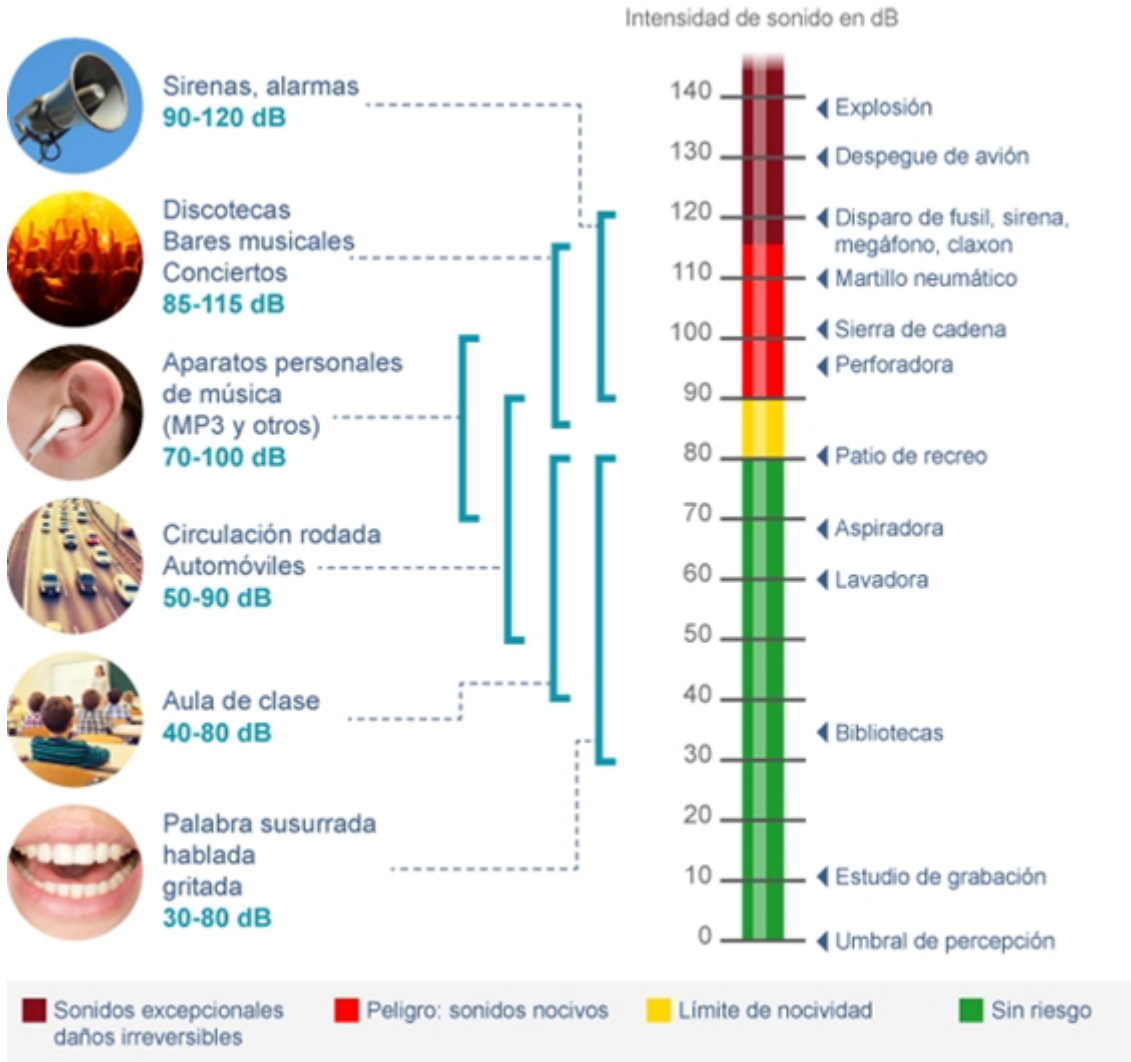 Intensidad de sonido en dB
Sirenas, alarmas
90-120 dB
Discotecas
Bares musicales
Conciertos
85-115 dB
Aparatos personales
de música
(MP3 y otros)
70-100 dB
Circulación rodada
Automóviles
50-90 dB
Aula de clase
40-80 dB
Palabra susurrada
hablada
gritada
30-80 dB
140
130
120
110
100
90
80
70
60
50
40
30
20
10
0
Explosión
Despegue de avión
Disparo de fusil, sirena,
megáfono, claxon
Martillo neumático
Sierra de cadena
Perforadora
Patio de recreo
Aspiradora
Lavadora
Bibliotecas
Estudio de grabación
Umbral de percepción
Sonidos excepcionales
daños irreversibles
Peligro: sonidos nocivos
Límite de nocividad
Sin riesgo